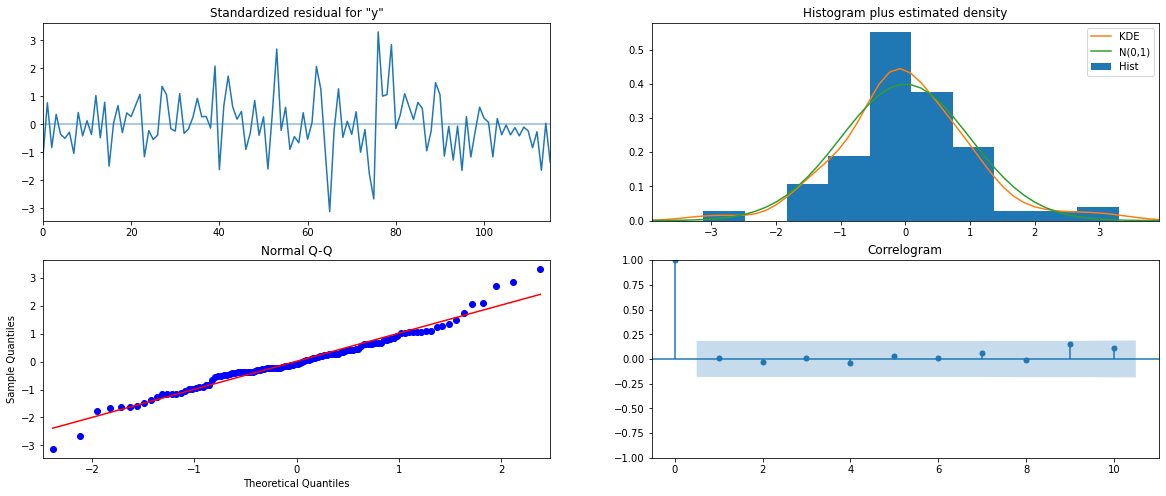 Standardized residual for "y"
3
2
1
0
−1
−2
−3
0 20 40 60 80 100
Histogram plus estimated density
KDE
N(0,1)
Hist
0.5
0.4
0.3
0.2
0.1
0.0
−3 −2 −1 0 1 2 3
Normal Q-Q
Sample Quantiles
3
2
1
0
−1
−2
−3
−2 −1 0 1 2
Theoretical Quantiles
Correlogram
1.00
0.75
0.50
0.25
0.00
−0.25
−0.50
−0.75
−1.00
0 2 4 6 8 10